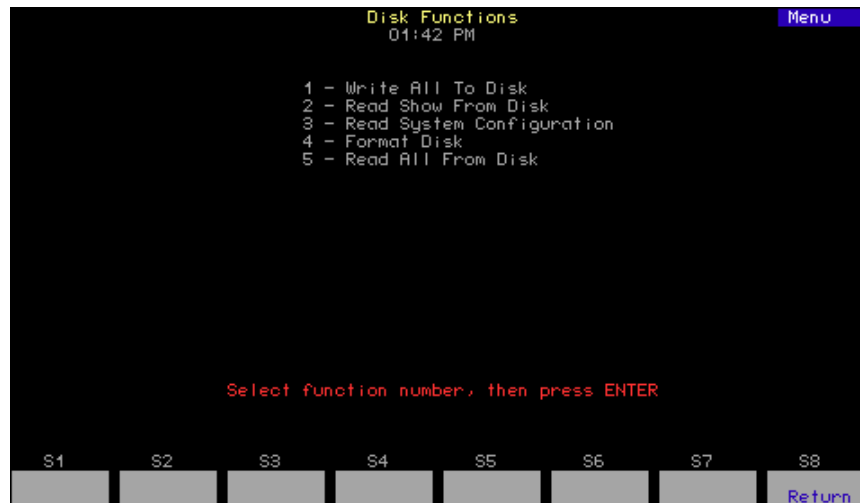 Disk Functions
Menu
01:42 PM
1 - Write All To Disk
2 - Read Show From Disk
3 - Read System Configuration
4 - Format Disk
5 - Read All From Disk
Select function number, then press ENTER
S1 S2 S3 S4 S5 S6 S7 S8
Return